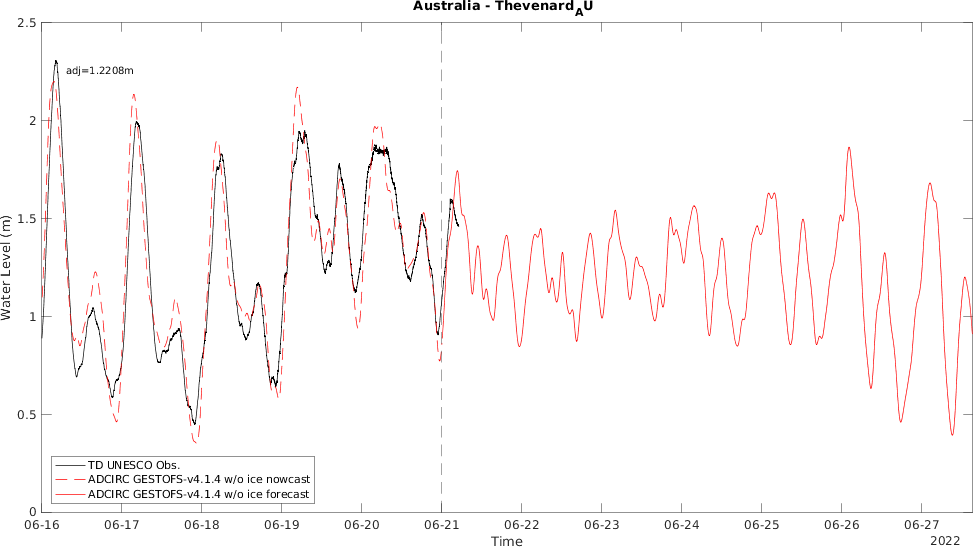 Australia - Thevenard_AU
2.5
adj=1.2208m
2
1.5
Water Level (m)
1
0.5
TD UNESCO Obs.
ADCIRC GESTOFS-v4.1.4 w/o ice nowcast
ADCIRC GESTOFS-v4.1.4 w/o ice forecast
0
06-16 06-17 06-18 06-19 06-20 06-21 06-22 06-23 06-24 06-25 06-26 06-27
Time
2022